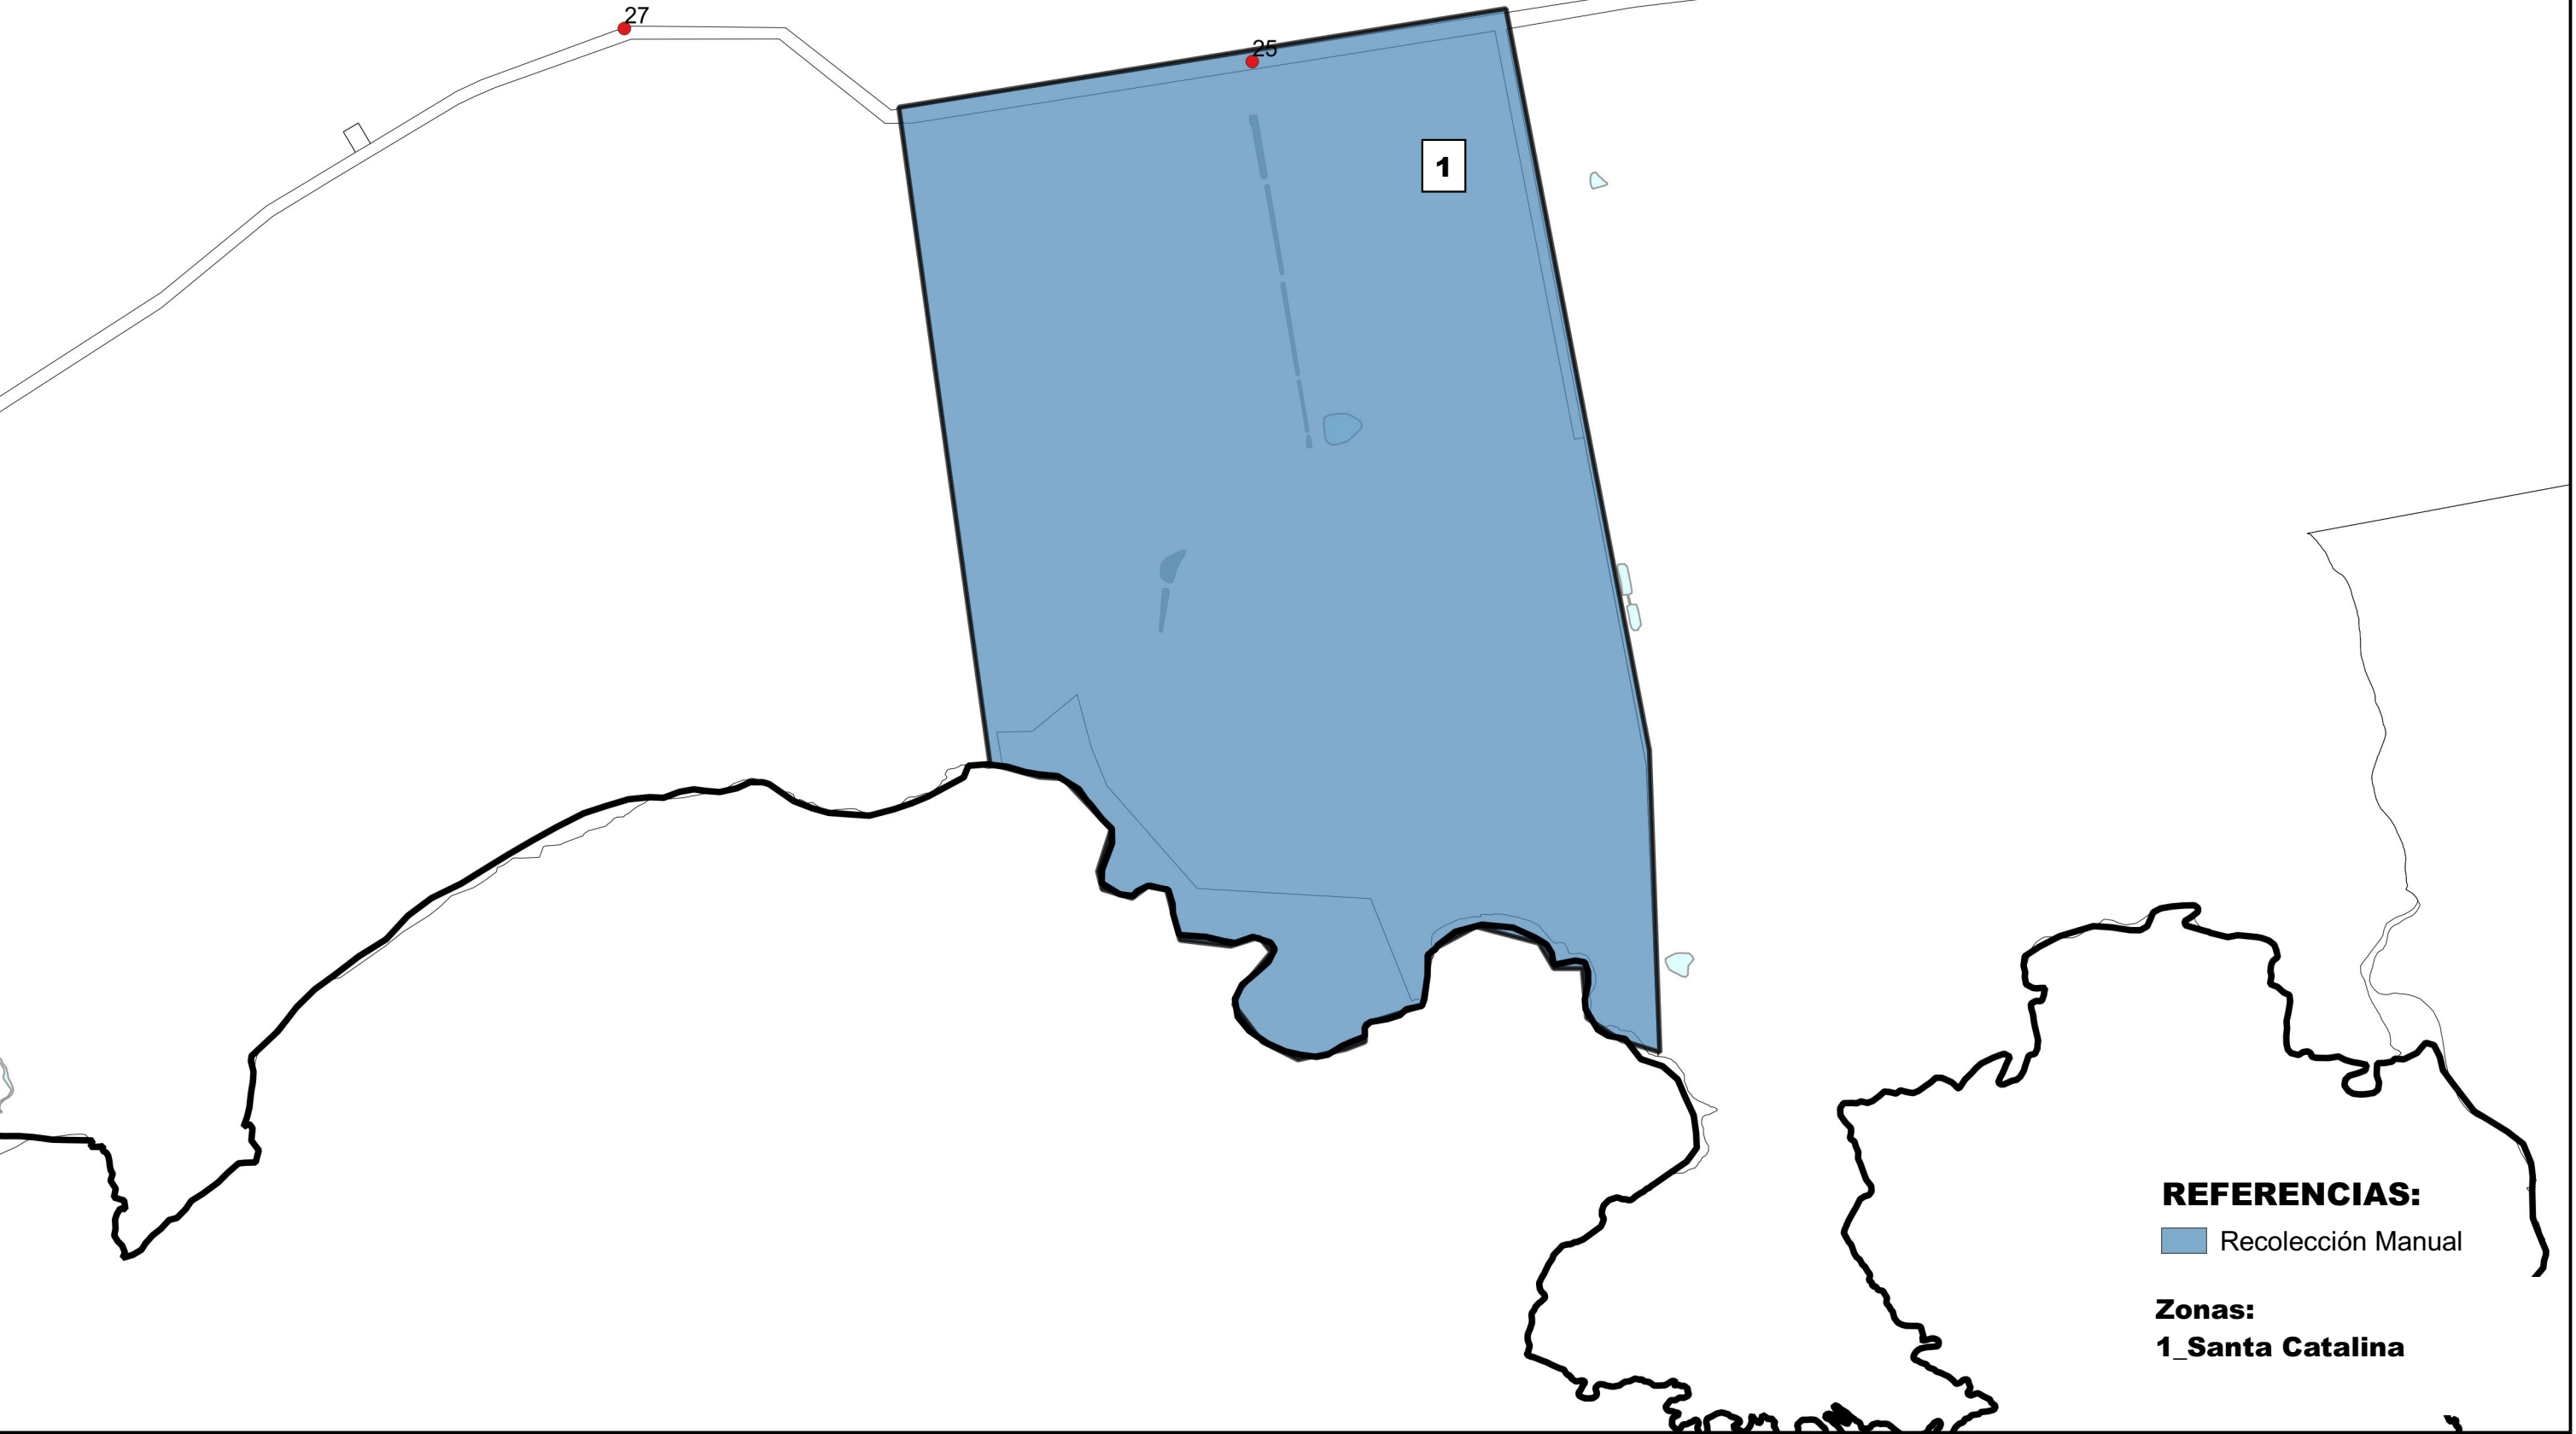 27
25
1
REFERENCIAS:
Recolección Manual
Zonas:
1_Santa Catalina